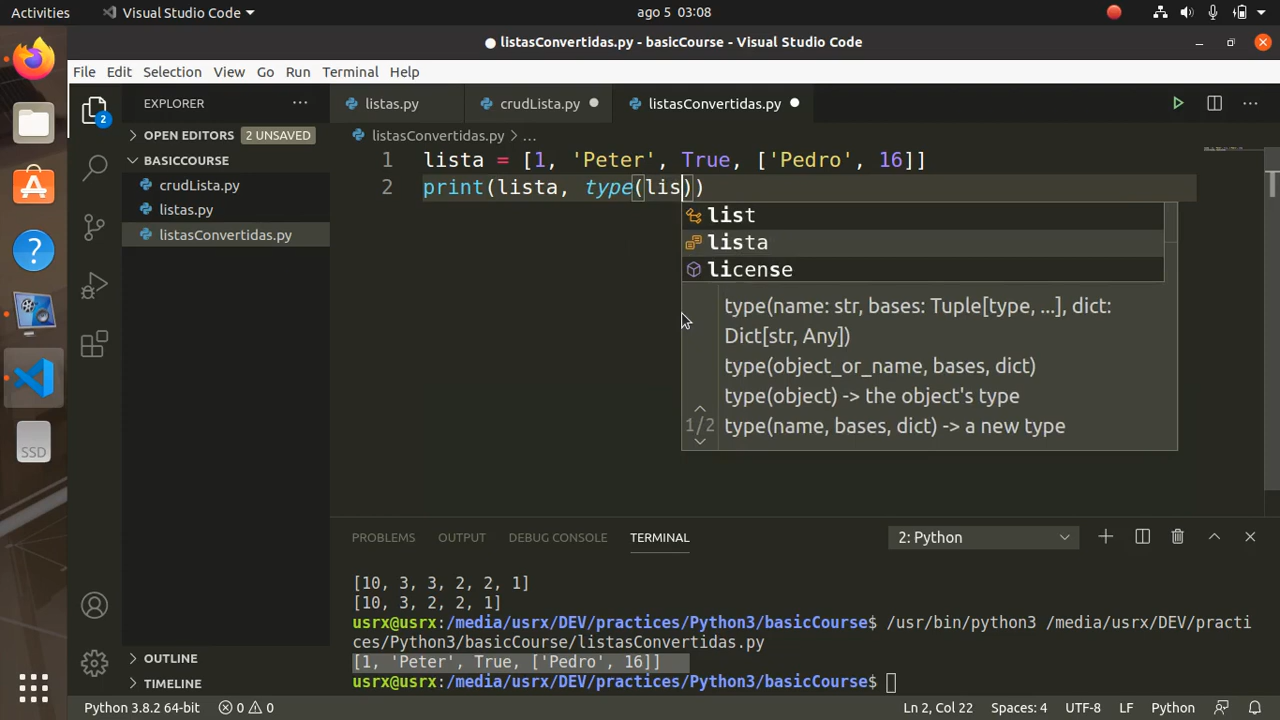 Actividades
Visual Studio Code
ago 5 03:08
● listasConvertidas.py - basicCourse - Visual Studio Code
File Edit Selection View Go Run Terminal Help
2
EXPLORER
OPEN EDITORS 2 UNSAVED
BASICCOURSE
crudLista.py
listas.py
listasConvertidas.py
OUTLINE
TIMELINE
SSD
listas.py crudLista.py listasConvertidas.py
listasConvertidas.py > ...
1 lista = [1, 'Peter', True, ['Pedro', 16]]
2 print(lista, type(lis))
list
lista
license
type(name: str, bases: Tuple[type, ...], dict:
Dict[str, Any])
type(object_or_name, bases, dict)
type(object) -> the object's type
1/2
type(name, bases, dict) -> a new type
PROBLEMS OUTPUT DEBUG CONSOLE TERMINAL 2: Python
[10, 3, 3, 2, 2, 1]
[10, 3, 2, 2, 1]
usrx@usrx:/media/usrx/DEV/practices/Python3/basicCourse$ /usr/bin/python3 /media/usrx/DEV/practi
ces/Python3/basicCourse/listasConvertidas.py
[1, 'Peter', True, ['Pedro', 16]]
usrx@usrx:/media/usrx/DEV/practices/Python3/basicCourse$
Python 3.8.2 64-bit 0 0 Ln 2, Col 22 Spaces: 4 UTF-8 LF Python